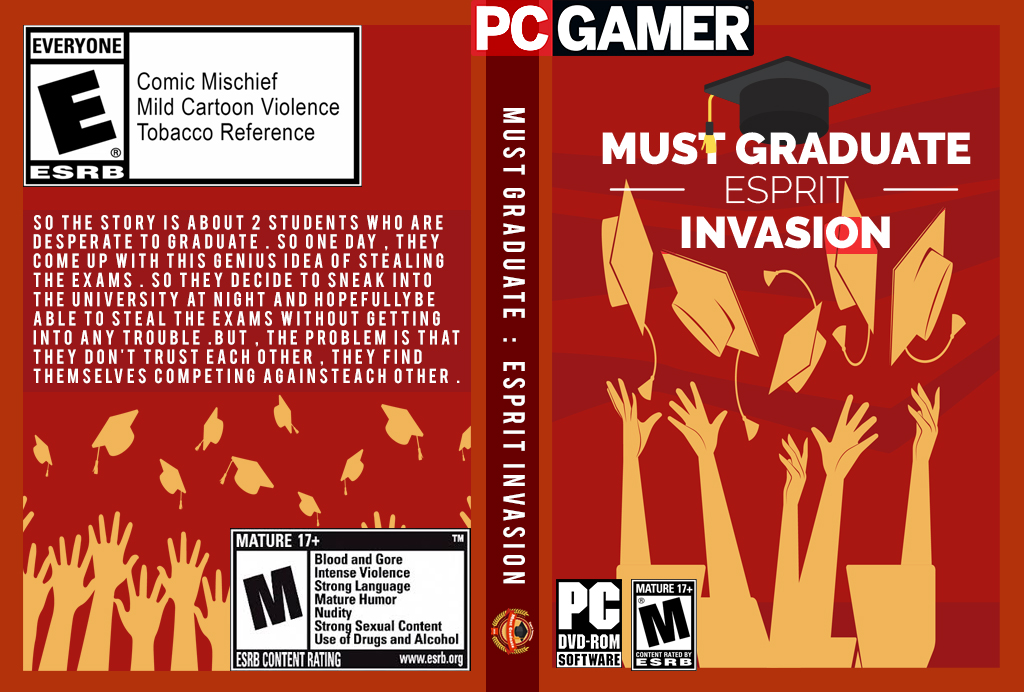 EVERYONE
E
®
ESRB
Comic Mischief
Mild Cartoon Violence
Tobacco Reference
SO THE STORY IS ABOUT 2 STUDENTS WHO ARE
DESPERATE TO GRADUATE . SO ONE DAY , THEY
COME UP WITH THIS GENIUS IDEA OF STEALING
THE EXAMS . SO THEY DECIDE TO SNEAK INTO
THE UNIVERSITY AT NIGHT AND HOPEFULLYBE
ABLE TO STEAL THE EXAMS WITHOUT GETTING
INTO ANY TROUBLE .BUT , THE PROBLEM IS THAT
THEY DON'T TRUST EACH OTHER , THEY FIND
THEMSELVES COMPETING AGAINSTEACH OTHER .
MATURE 17+ ™
M
Blood and Gore
Intense Violence
Strong Language
Mature Humor
Nudity
Strong Sexual Content
Use of Drugs and Alcohol
ESRB CONTENT RATING www.esrb.org
MUST GRADUATE : ESPRIT INVASION
PC GAMER
MUST GRADUATE
ESPRIT
INVASION
PC
DVD-ROM
SOFTWARE
MATURE 17+
®
M
CONTENT RATED BY
ESRB